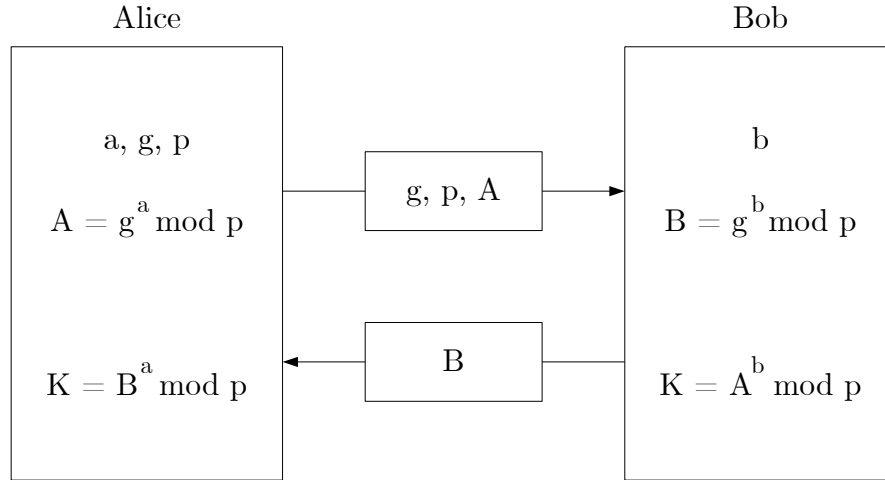 Alice
Bob
a, g, p
A = g^a mod p
K = B^a mod p
g, p, A
B
b
B = g^b mod p
K = A^b mod p